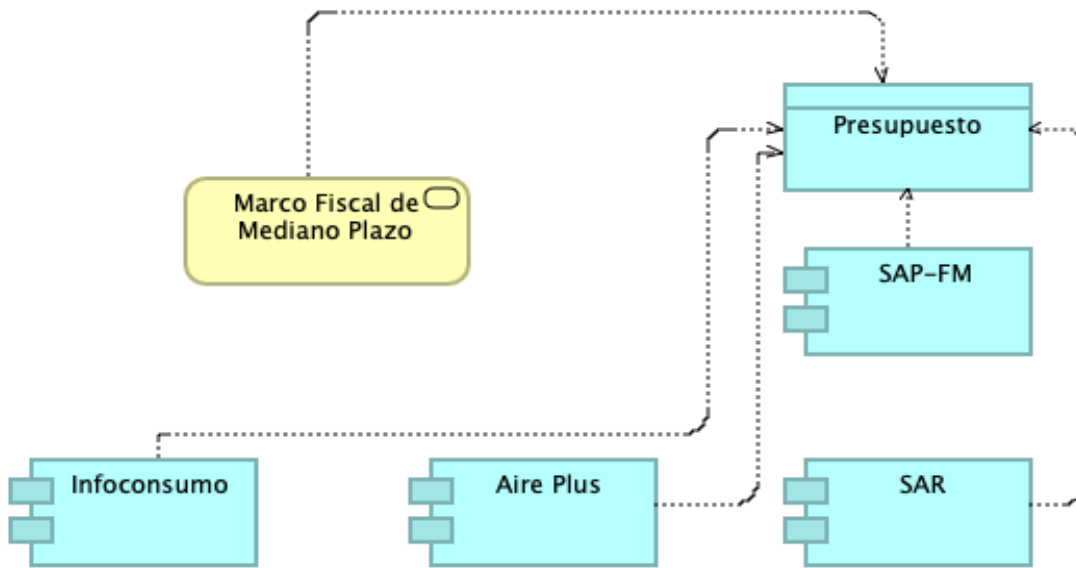 Presupuesto
Marco Fiscal de
Mediano Plazo
SAP-FM
Infoconsumo
Aire Plus
SAR